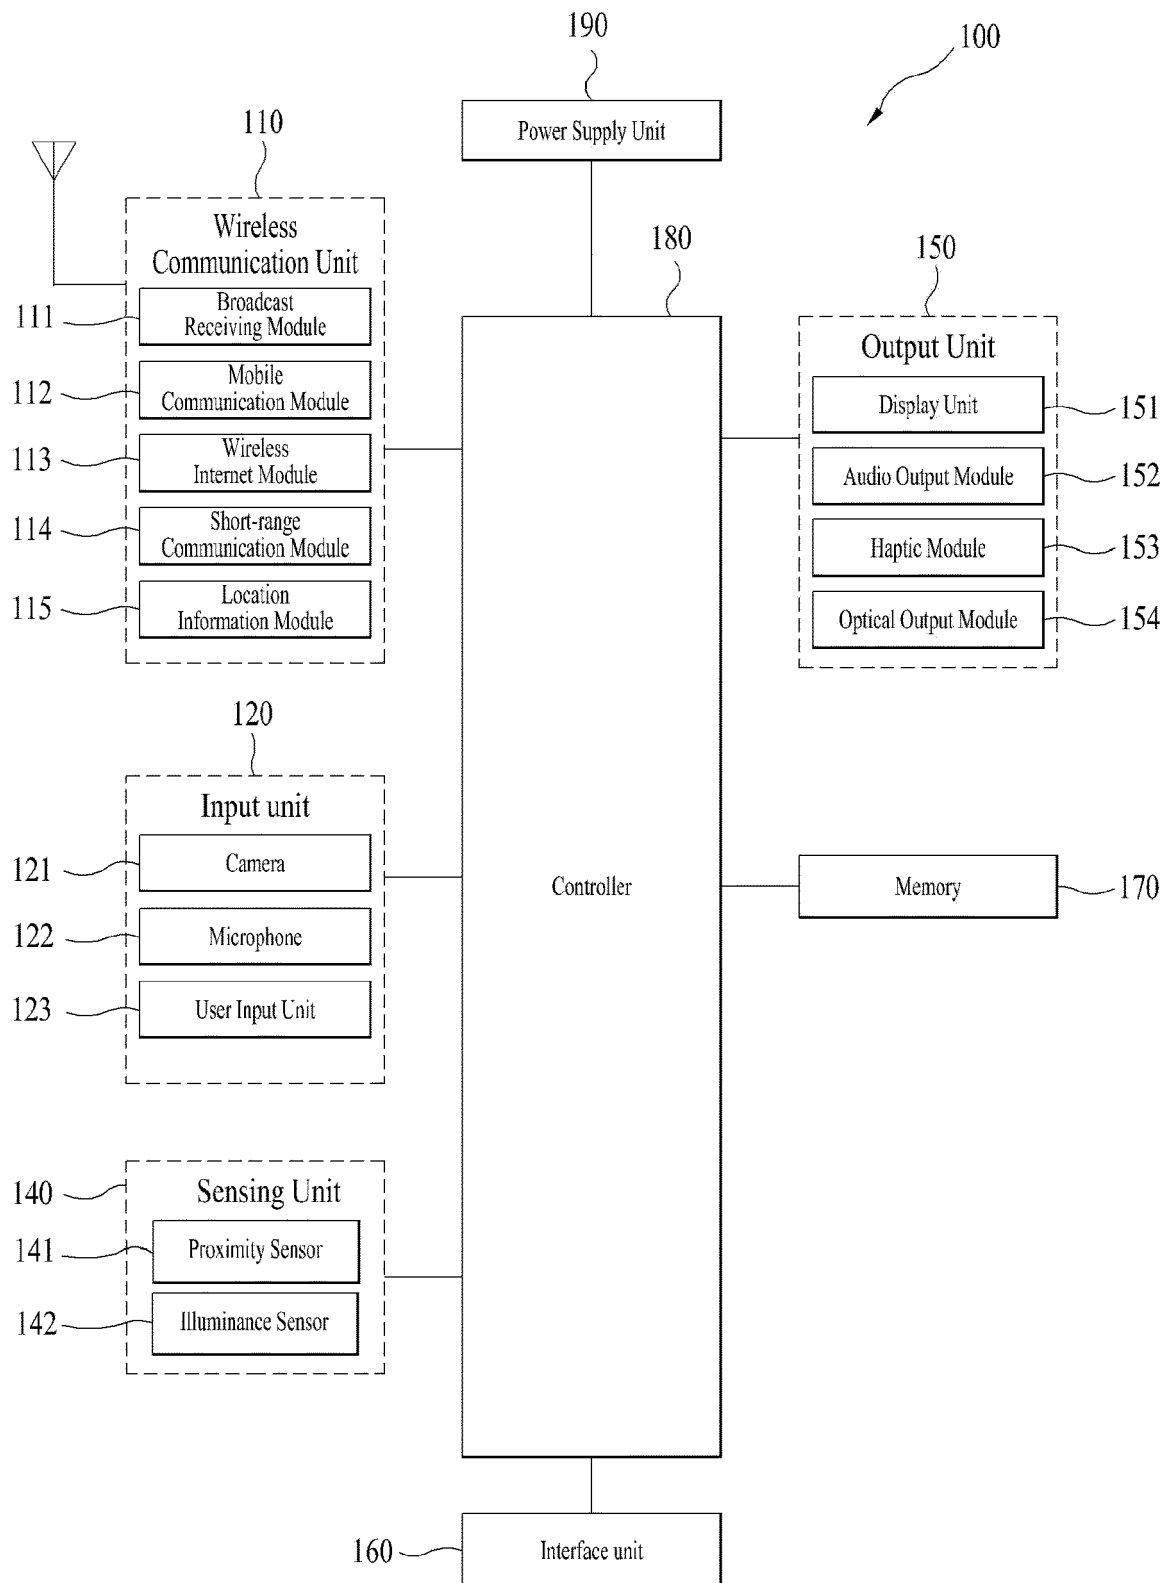 190
100
Power Supply Unit
110
Wireless
Communication Unit
111
Broadcast
Receiving Module
112
Mobile
Communication Module
113
Wireless
Internet Module
114
Short-range
Communication Module
115
Location
Information Module
120
Input unit
121
Camera
122
Microphone
123
User Input Unit
140
Sensing Unit
141
Proximity Sensor
142
Illuminance Sensor
180
Controller
150
Output Unit
Display Unit
151
Audio Output Module
152
Haptic Module
153
Optical Output Module
154
Memory
170
160
Interface unit